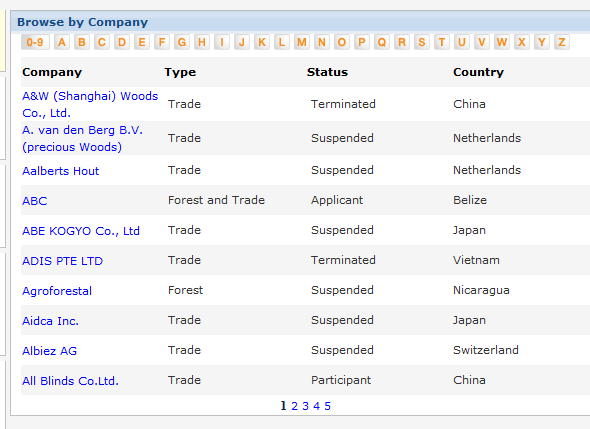 Browse by Company
0-9 A B C D E F G H I J K L M N O P Q R S T U V W X Y Z
Company Type Status Country
A&W (Shanghai) Woods Co., Ltd. Trade Terminated China
A. van den Berg B.V. (precious Woods) Trade Suspended Netherlands
Aalberts Hout Trade Suspended Netherlands
ABC Forest and Trade Applicant Belize
ABE KOGYO Co., Ltd Trade Suspended Japan
ADIS PTE LTD Trade Terminated Vietnam
Agroforestal Forest Suspended Nicaragua
Aidca Inc. Trade Suspended Japan
Albiez AG Trade Suspended Switzerland
All Blinds Co.Ltd. Trade Participant China
1 2 3 4 5